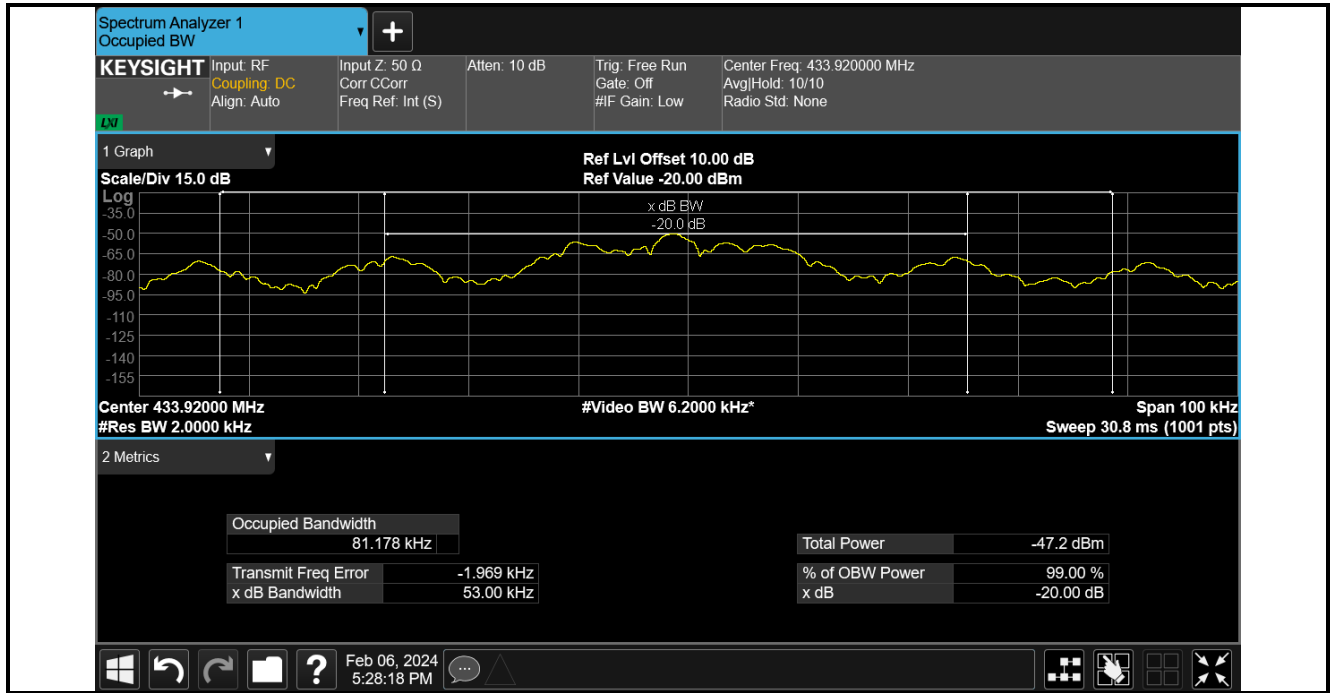 Spectrum Analyzer 1
Occupied BW
+
KEYSIGHT
LXI
Input: RF
Coupling: DC
Align: Auto
Input Z: 50 Ω
Corr CCorr
Freq Ref: Int (S)
Atten: 10 dB
Trig: Free Run
Gate: Off
#IF Gain: Low
Center Freq: 433.920000 MHz
Avg|Hold: 10/10
Radio Std: None
1 Graph
Ref Lvl Offset 10.00 dB
Scale/Div 15.0 dB
Ref Value -20.00 dBm
Log
x dB BW
-20.0 dB
-35.0
-50.0
-65.0
-80.0
-95.0
-110
-125
-140
-155
Center 433.92000 MHz
#Video BW 6.2000 kHz*
Span 100 kHz
#Res BW 2.0000 kHz
Sweep 30.8 ms (1001 pts)
2 Metrics
Occupied Bandwidth
81.178 kHz
Total Power -47.2 dBm
Transmit Freq Error -1.969 kHz
% of OBW Power 99.00 %
x dB Bandwidth 53.00 kHz
x dB -20.00 dB
?
Feb 06, 2024
5:28:18 PM